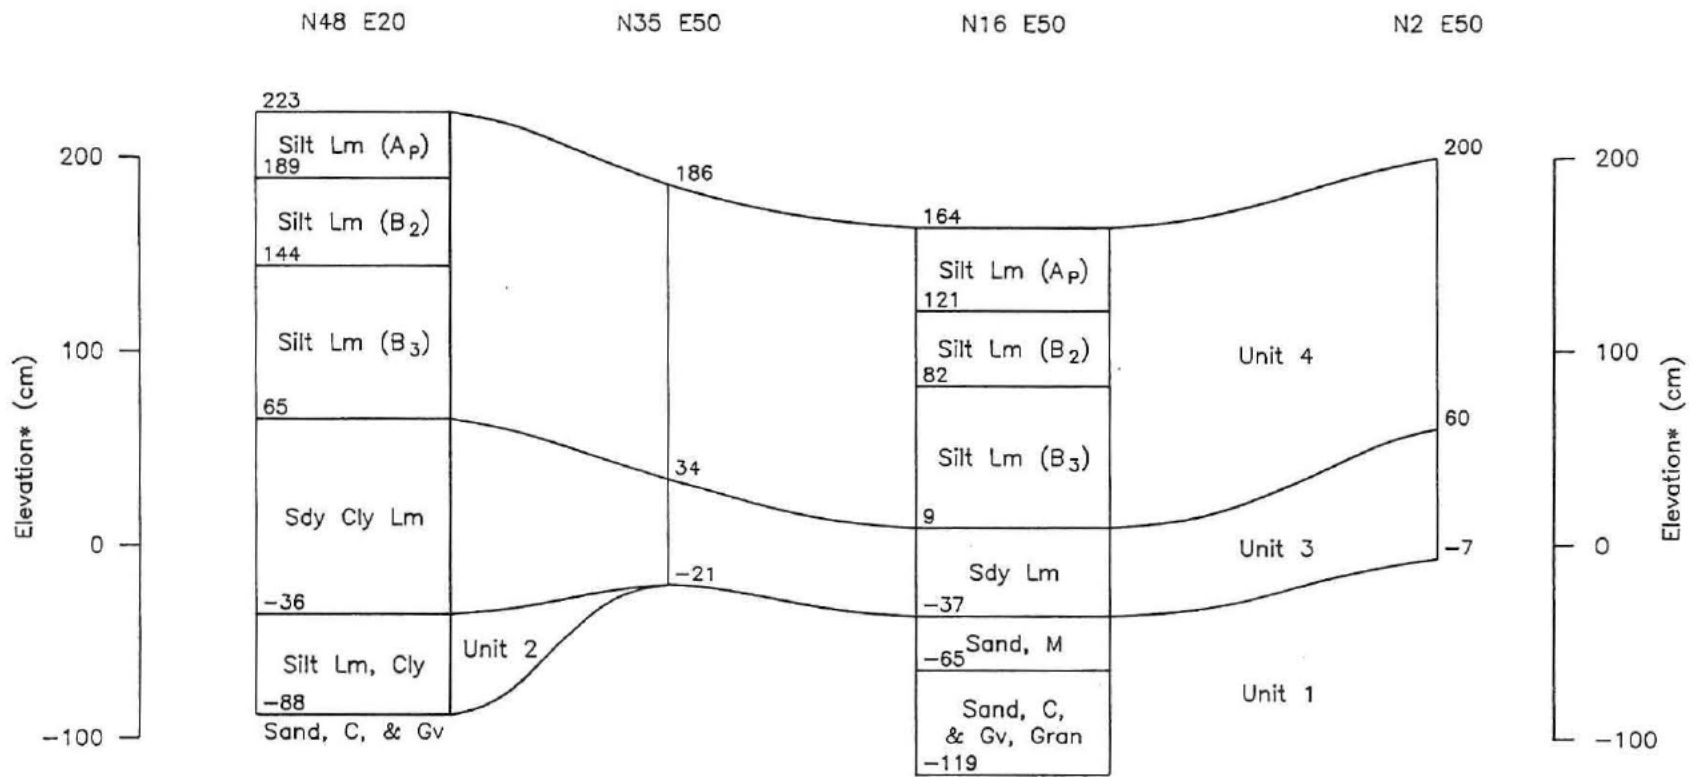 N48 E20
N35 E50
N16 E50
N2 E50
Elevation* (cm)
200
100
0
-100
223
Silt Lm (Ap)
189
Silt Lm (B2)
144
Silt Lm (B3)
65
Sdy Cly Lm
-36
Silt Lm, Cly
-88
Sand, C, & Gv
Unit 2
186
34
-21
164
Silt Lm (Ap)
121
Silt Lm (B2)
82
Silt Lm (B3)
9
Sdy Lm
-37
Sand, M
-65
Sand, C,
& Gv, Gran
-119
Unit 4
Unit 3
Unit 1
200
60
-7
200
100
0
-100
Elevation* (cm)